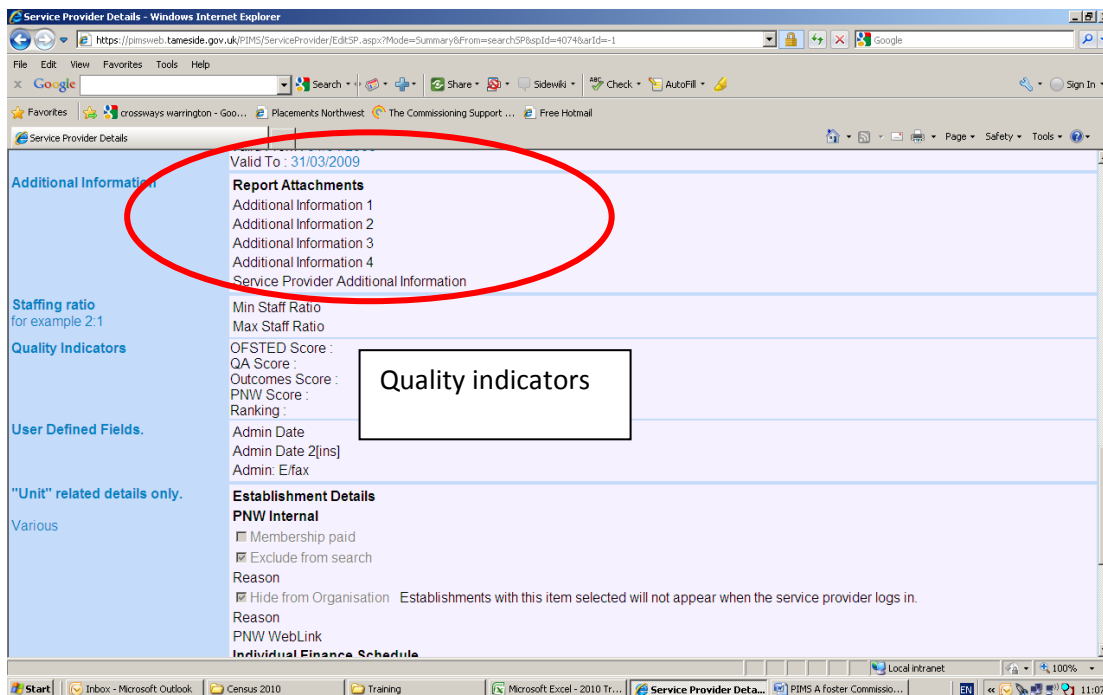 Service Provider Details - Windows Internet Explorer
https://pimsweb.tameside.gov.uk/PIMS/ServiceProvider/EditSP.aspx?Mode=Summary&From=searchSP&spId=4074&arId=-1
Google
File Edit View Favorites Tools Help
x Google Search Share Sidewiki Check AutoFill Sign In
Favorites crossways warrington - Goo... Placements Northwest The Commissioning Support ... Free Hotmail
Service Provider Details Page Safety Tools
Valid To : 31/03/2009
Additional Information
Report Attachments
Additional Information 1
Additional Information 2
Additional Information 3
Additional Information 4
Service Provider Additional Information
Staffing ratio
for example 2:1
Min Staff Ratio
Max Staff Ratio
Quality Indicators
OFSTED Score :
QA Score :
Outcomes Score :
PNW Score :
Ranking :
Quality indicators
User Defined Fields.
Admin Date
Admin Date 2[ins]
Admin: E/fax
"Unit" related details only.
Various
Establishment Details
PNW Internal
Membership paid
Exclude from search
Reason
Hide from Organisation Establishments with this item selected will not appear when the service provider logs in.
Reason
PNW WebLink
Individual Finance Schedule
Local intranet 100%
Start Inbox - Microsoft Outlook Census 2010 Training Microsoft Excel - 2010 Tr... Service Provider Deta... PIMS A foster Commissio... EN 11:07